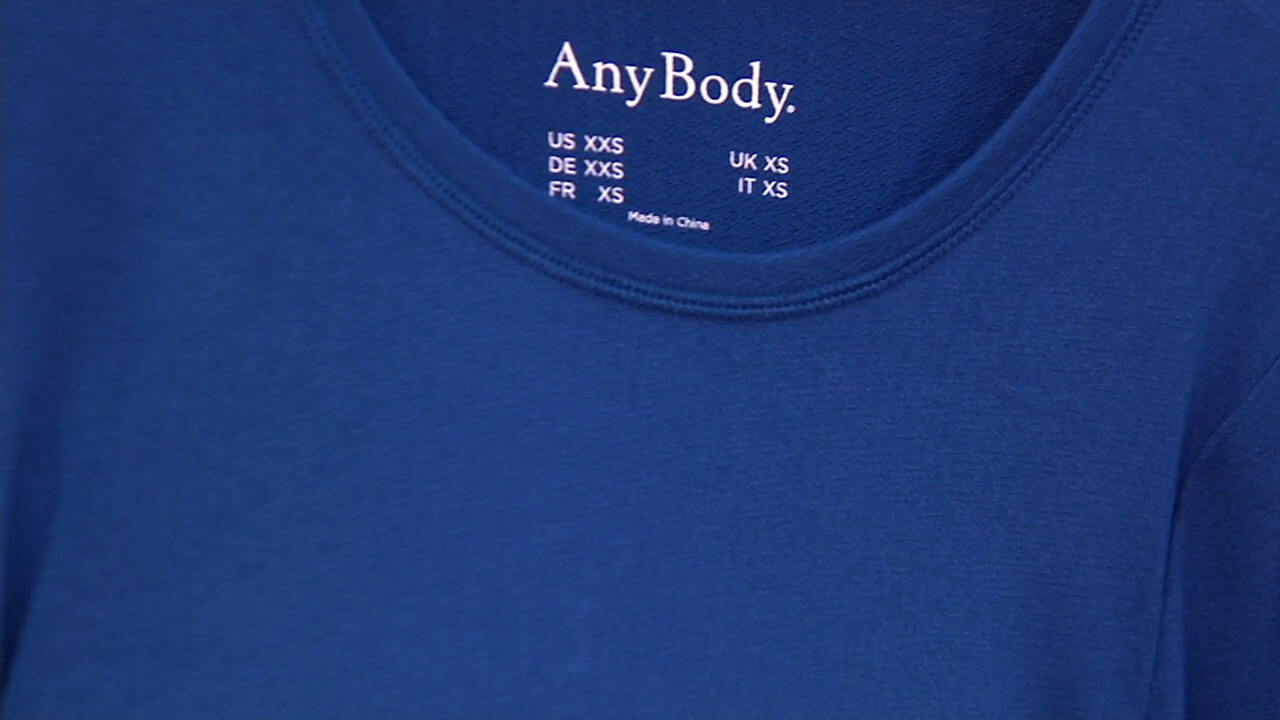 AnyBody.
US XXS
DE XXS
FR XS
UK XS
IT XS
Made in China